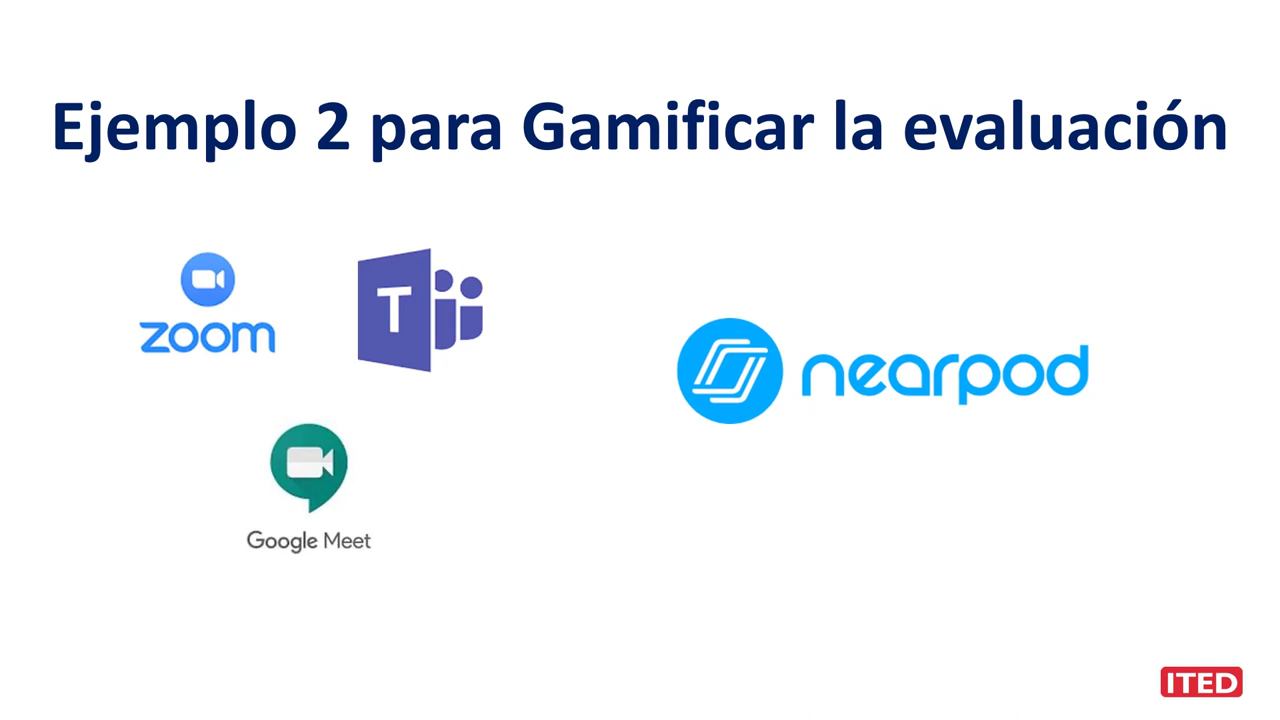 Ejemplo 2 para Gamificar la evaluación
zoom
T
nearpod
Google Meet
ITED